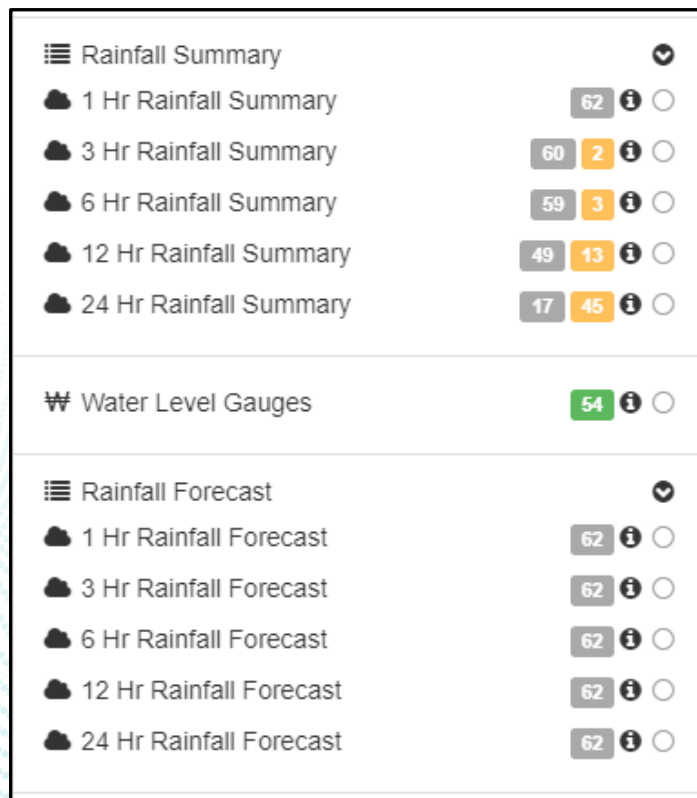 Rainfall Summary
1 Hr Rainfall Summary 62
3 Hr Rainfall Summary 60 2
6 Hr Rainfall Summary 59 3
12 Hr Rainfall Summary 49 13
24 Hr Rainfall Summary 17 45
₩ Water Level Gauges 54
Rainfall Forecast
1 Hr Rainfall Forecast 62
3 Hr Rainfall Forecast 62
6 Hr Rainfall Forecast 62
12 Hr Rainfall Forecast 62
24 Hr Rainfall Forecast 62